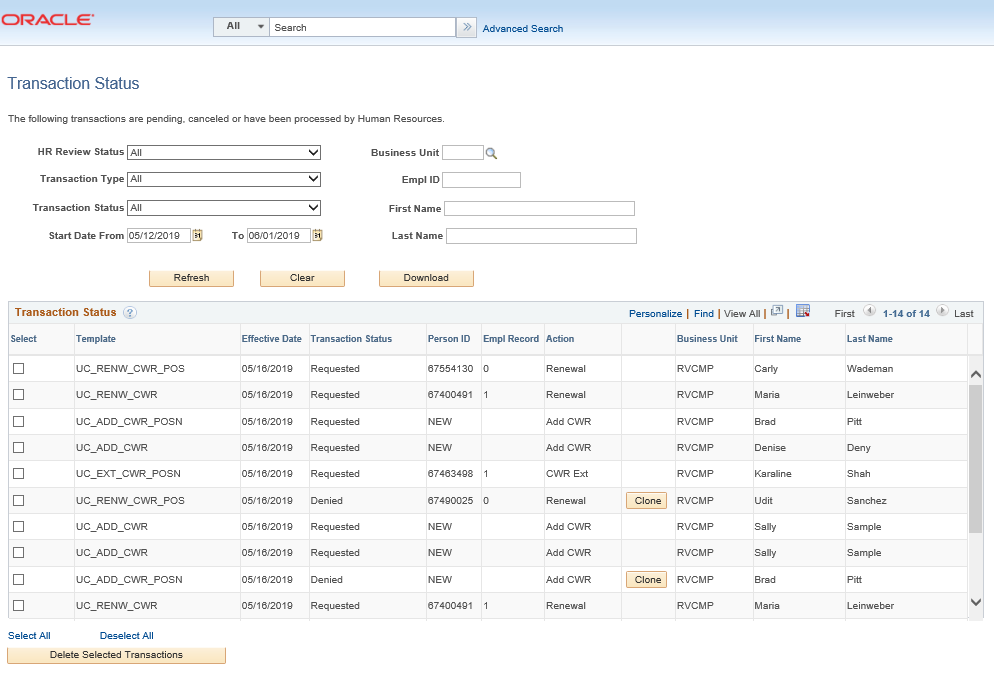 ORACLE
All Search Advanced Search
Transaction Status
The following transactions are pending, canceled or have been processed by Human Resources.
HR Review Status All Business Unit
Transaction Type All Empl ID
Transaction Status All First Name
Start Date From 05/12/2019 To 06/01/2019 Last Name
Refresh Clear Download
Transaction Status Personalize | Find | View All | | First 1-14 of 14 Last
Select Template Effective Date Transaction Status Person ID Empl Record Action Business Unit First Name Last Name
UC_RENW_CWR_POS 05/16/2019 Requested 67554130 0 Renewal RVCMP Carly Wademan
UC_RENW_CWR 05/16/2019 Requested 67400491 1 Renewal RVCMP Maria Leinweber
UC_ADD_CWR_POSN 05/16/2019 Requested NEW Add CWR RVCMP Brad Pitt
UC_ADD_CWR 05/16/2019 Requested NEW Add CWR RVCMP Denise Deny
UC_EXT_CWR_POSN 05/16/2019 Requested 67463498 1 CWR Ext RVCMP Karaline Shah
UC_RENW_CWR_POS 05/16/2019 Denied 67490025 0 Renewal Clone RVCMP Udit Sanchez
UC_ADD_CWR 05/16/2019 Requested NEW Add CWR RVCMP Sally Sample
UC_ADD_CWR 05/16/2019 Requested NEW Add CWR RVCMP Sally Sample
UC_ADD_CWR_POSN 05/16/2019 Denied NEW Add CWR Clone RVCMP Brad Pitt
UC_RENW_CWR 05/16/2019 Requested 67400491 1 Renewal RVCMP Maria Leinweber
Select All Deselect All
Delete Selected Transactions